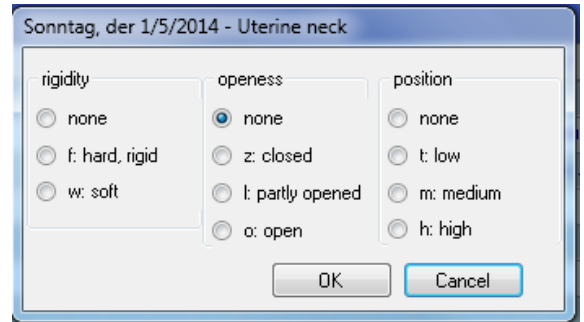 Sonntag, der 1/5/2014 - Uterine neck
rigidity
none
f: hard, rigid
w: soft
openess
none
z: closed
l: partly opened
o: open
position
none
t: low
m: medium
h: high
OK
Cancel